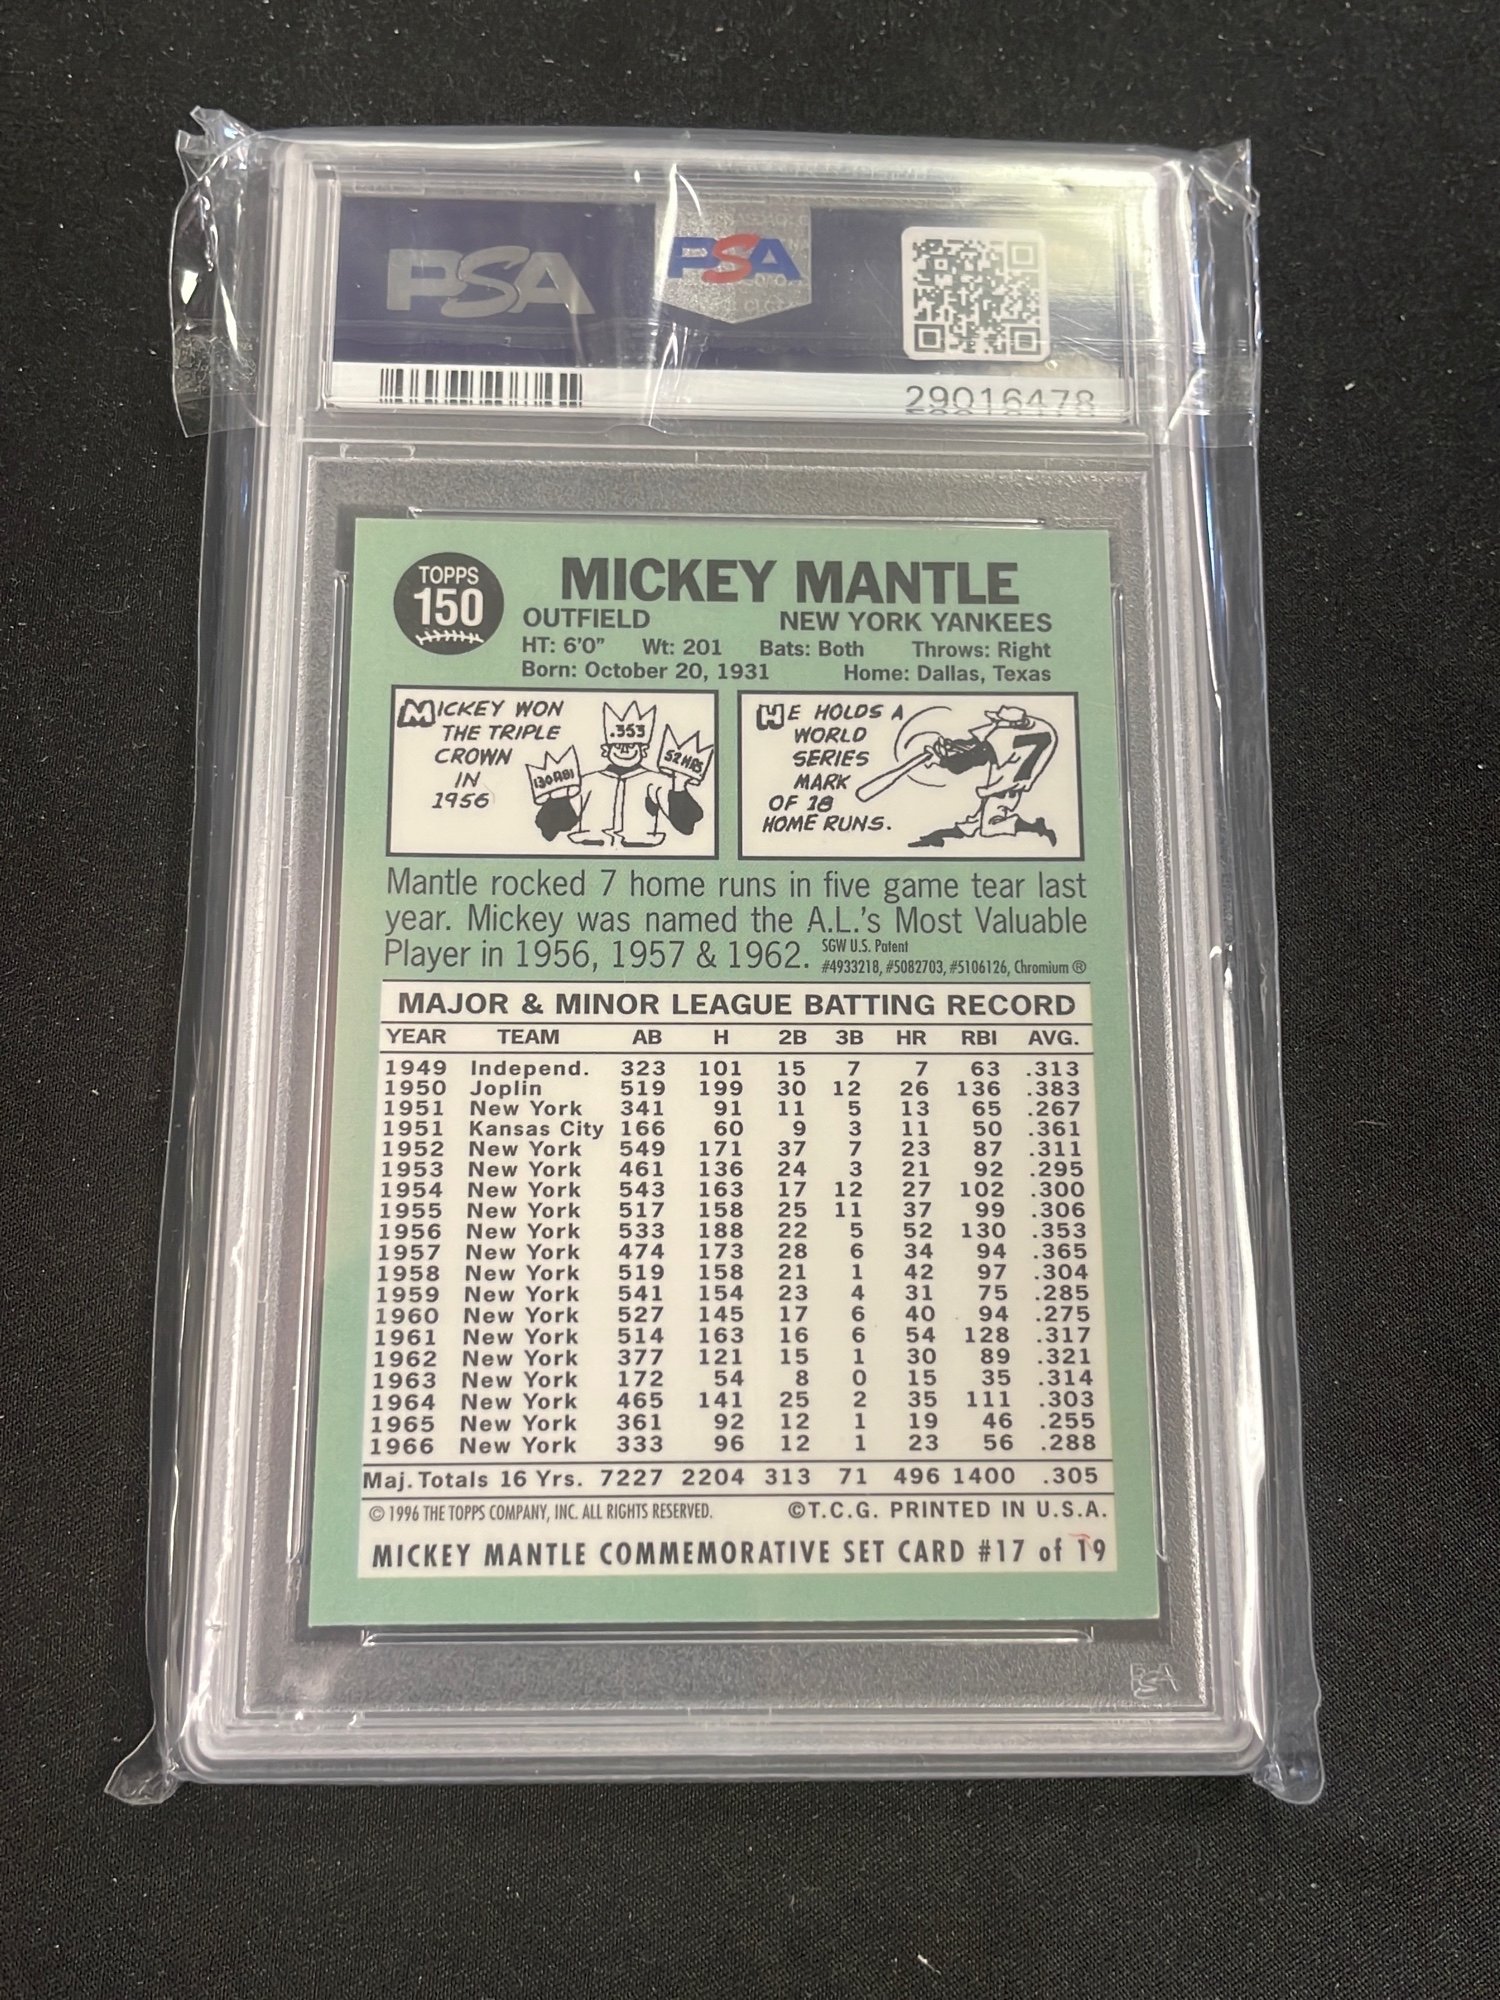 PSA
PSA
29016478
TOPPS
150
MICKEY MANTLE
OUTFIELD NEW YORK YANKEES
HT: 6'0" Wt: 201 Bats: Both Throws: Right
Born: October 20, 1931 Home: Dallas, Texas
MICKEY WON
THE TRIPLE
CROWN
IN
1956
.353
130 RBI
52 HRS
HE HOLDS A
WORLD
SERIES
MARK
OF 18
HOME RUNS.
7
Mantle rocked 7 home runs in five game tear last
year. Mickey was named the A.L.'s Most Valuable
Player in 1956, 1957 & 1962. SGW U.S. Patent
#4933218, #5082703, #5106126, Chromium ®
MAJOR & MINOR LEAGUE BATTING RECORD
YEAR TEAM AB H 2B 3B HR RBI AVG.
1949 Independ. 323 101 15 7 7 63 .313
1950 Joplin 519 199 30 12 26 136 .383
1951 New York 341 91 11 5 13 65 .267
1951 Kansas City 166 60 9 3 11 50 .361
1952 New York 549 171 37 7 23 87 .311
1953 New York 461 136 24 3 21 92 .295
1954 New York 543 163 17 12 27 102 .300
1955 New York 517 158 25 11 37 99 .306
1956 New York 533 188 22 5 52 130 .353
1957 New York 474 173 28 6 34 94 .365
1958 New York 519 158 21 1 42 97 .304
1959 New York 541 154 23 4 31 75 .285
1960 New York 527 145 17 6 40 94 .275
1961 New York 514 163 16 6 54 128 .317
1962 New York 377 121 15 1 30 89 .321
1963 New York 172 54 8 0 15 35 .314
1964 New York 465 141 25 2 35 111 .303
1965 New York 361 92 12 1 19 46 .255
1966 New York 333 96 12 1 23 56 .288
Maj. Totals 16 Yrs. 7227 2204 313 71 496 1400 .305
© 1996 THE TOPPS COMPANY, INC. ALL RIGHTS RESERVED. ©T.C.G. PRINTED IN U.S.A.
MICKEY MANTLE COMMEMORATIVE SET CARD #17 of 19
PSA